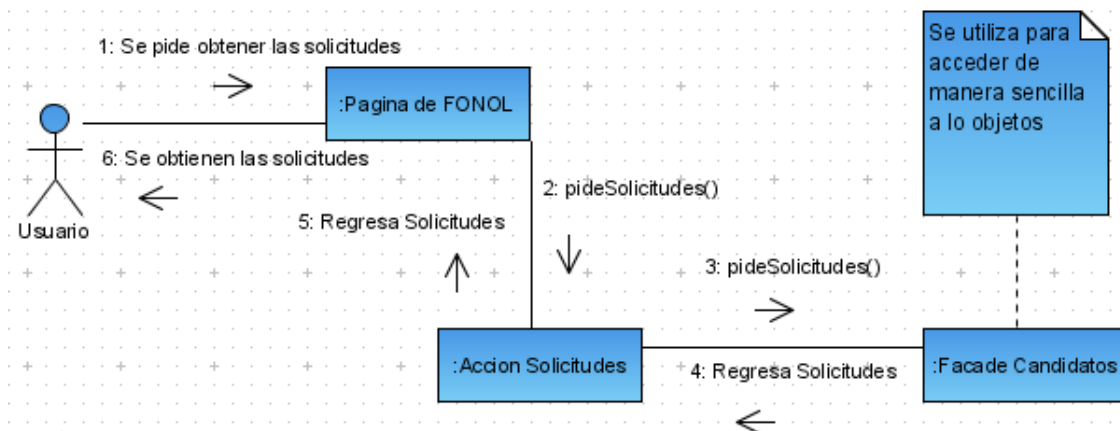 1: Se pide obtener las solicitudes
:Pagina de FONOL
Se utiliza para
acceder de
manera sencilla
a lo objetos
6: Se obtienen las solicitudes
2: pideSolicitudes()
5: Regresa Solicitudes
Usuario
3: pideSolicitudes()
:Accion Solicitudes
4: Regresa Solicitudes
:Facade Candidatos